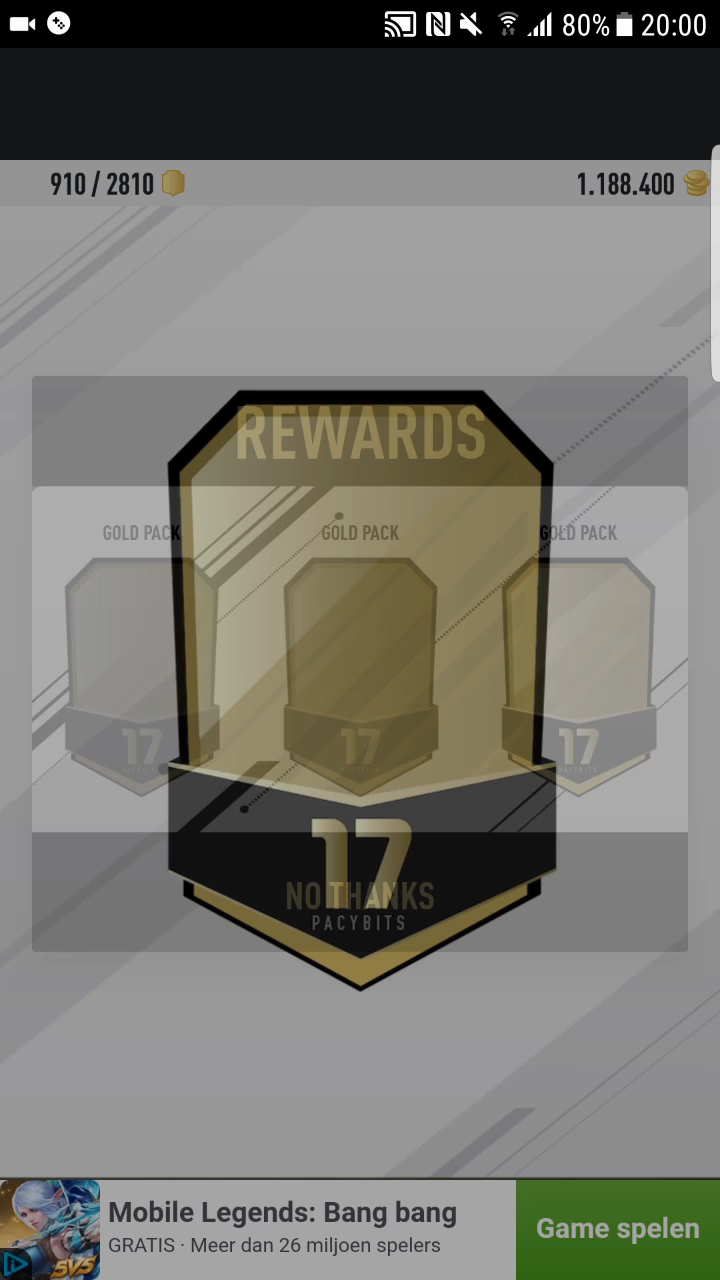 80% 20:00
910 / 2810 1.188.400
REWARDS
GOLD PACK GOLD PACK GOLD PACK
17 17 17
17
NO THANKS
PACYBITS
Mobile Legends: Bang bang
GRATIS · Meer dan 26 miljoen spelers
Game spelen
5V5